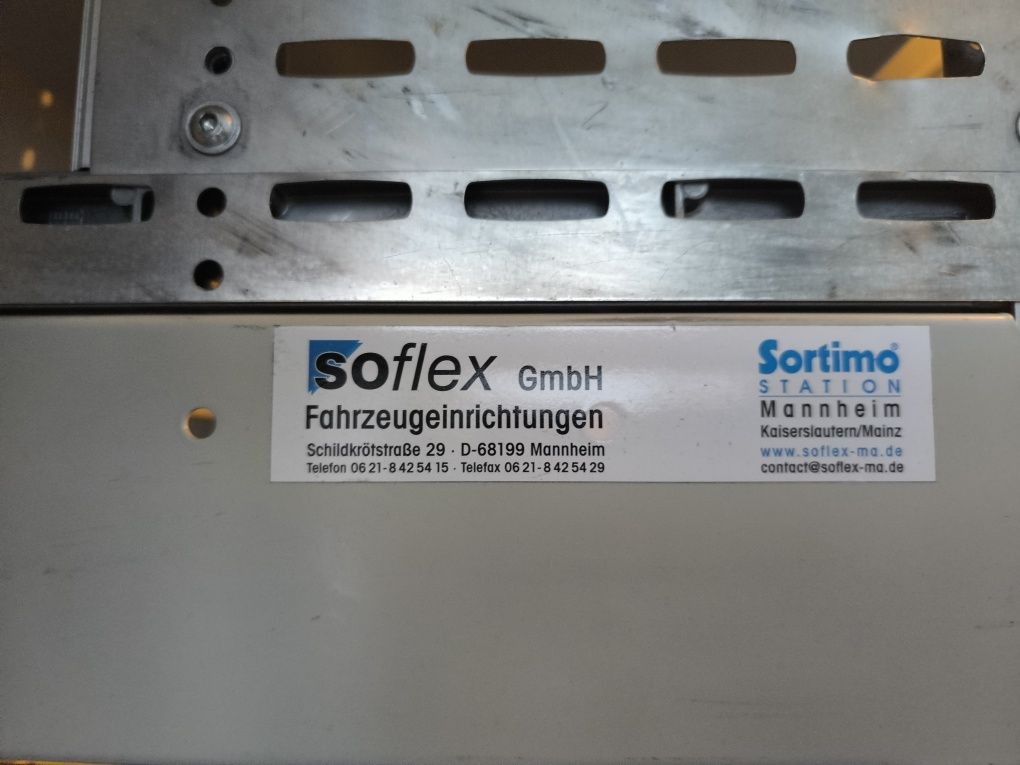 soflex GmbH
Fahrzeugeinrichtungen
Schildkrötstraße 29 · D-68199 Mannheim
Telefon 06 21-8 42 54 15 · Telefax 06 21-8 42 54 29
Sortimo®
STATION
Mannheim
Kaiserslautern/Mainz
www.soflex-ma.de
contact@soflex-ma.de